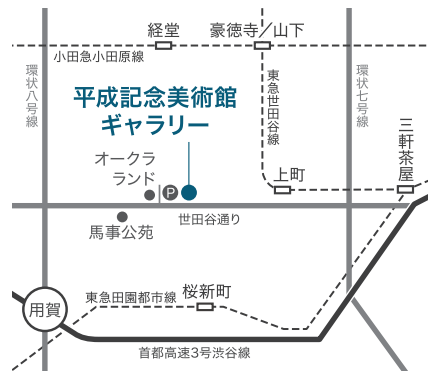 経堂
豪徳寺/山下
小田急小田原線
環状八号線
東急世田谷線
環状七号線
平成記念美術館
ギャラリー
三軒茶屋
オークラ
ランド
P
上町
世田谷通り
馬事公苑
用賀
東急田園都市線
桜新町
首都高速3号渋谷線